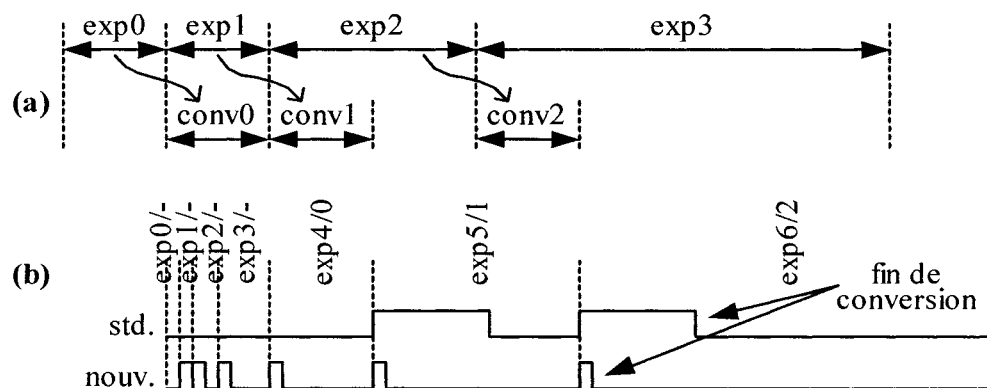 exp0 exp1 exp2 exp3
(a)
conv0 conv1 conv2
exp0/- exp1/- exp2/- exp3/- exp4/0 exp5/1 exp6/2
(b)
fin de
conversion
std.
nouv.